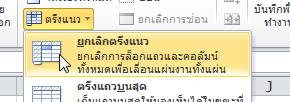 ตรึงแนว
ยกเลิกการซ่อน
บันทึกพื้
ทำงาน
ยกเลิกตรึงแนว
ยกเลิกการล็อกแถวและคอลัมน์
ทั้งหมดเพื่อเลื่อนแผ่นงานทั้งแผ่น
ตรึงแถวบนสุด
J